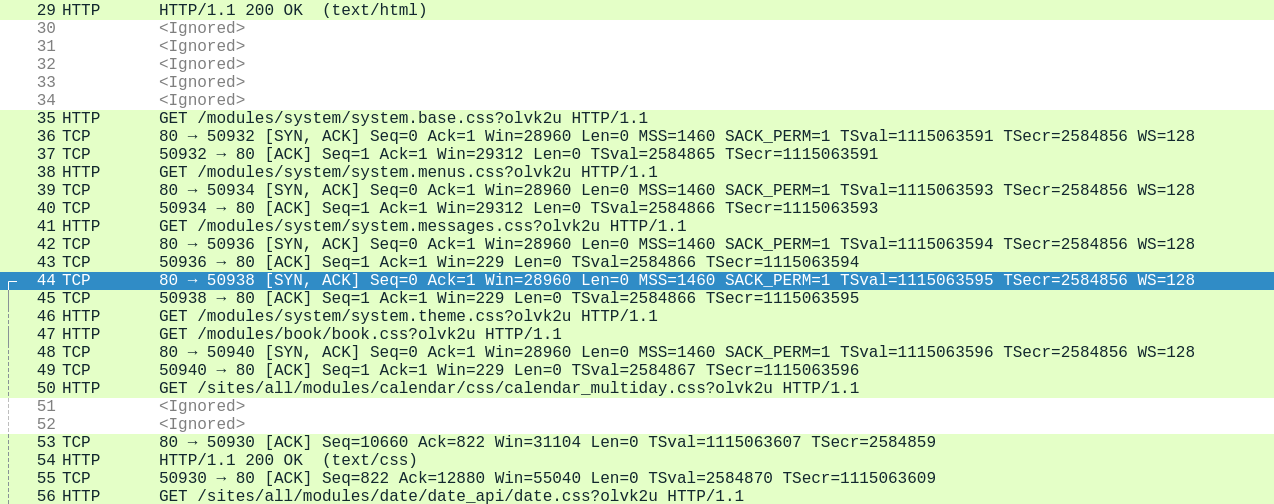 29 HTTP HTTP/1.1 200 OK (text/html)
30 <Ignored>
31 <Ignored>
32 <Ignored>
33 <Ignored>
34 <Ignored>
35 HTTP GET /modules/system/system.base.css?olvk2u HTTP/1.1
36 TCP 80 → 50932 [SYN, ACK] Seq=0 Ack=1 Win=28960 Len=0 MSS=1460 SACK_PERM=1 TSval=1115063591 TSecr=2584856 WS=128
37 TCP 50932 → 80 [ACK] Seq=1 Ack=1 Win=29312 Len=0 TSval=2584865 TSecr=1115063591
38 HTTP GET /modules/system/system.menus.css?olvk2u HTTP/1.1
39 TCP 80 → 50934 [SYN, ACK] Seq=0 Ack=1 Win=28960 Len=0 MSS=1460 SACK_PERM=1 TSval=1115063593 TSecr=2584856 WS=128
40 TCP 50934 → 80 [ACK] Seq=1 Ack=1 Win=29312 Len=0 TSval=2584866 TSecr=1115063593
41 HTTP GET /modules/system/system.messages.css?olvk2u HTTP/1.1
42 TCP 80 → 50936 [SYN, ACK] Seq=0 Ack=1 Win=28960 Len=0 MSS=1460 SACK_PERM=1 TSval=1115063594 TSecr=2584856 WS=128
43 TCP 50936 → 80 [ACK] Seq=1 Ack=1 Win=229 Len=0 TSval=2584866 TSecr=1115063594
44 TCP 80 → 50938 [SYN, ACK] Seq=0 Ack=1 Win=28960 Len=0 MSS=1460 SACK_PERM=1 TSval=1115063595 TSecr=2584856 WS=128
45 TCP 50938 → 80 [ACK] Seq=1 Ack=1 Win=229 Len=0 TSval=2584866 TSecr=1115063595
46 HTTP GET /modules/system/system.theme.css?olvk2u HTTP/1.1
47 HTTP GET /modules/book/book.css?olvk2u HTTP/1.1
48 TCP 80 → 50940 [SYN, ACK] Seq=0 Ack=1 Win=28960 Len=0 MSS=1460 SACK_PERM=1 TSval=1115063596 TSecr=2584856 WS=128
49 TCP 50940 → 80 [ACK] Seq=1 Ack=1 Win=229 Len=0 TSval=2584867 TSecr=1115063596
50 HTTP GET /sites/all/modules/calendar/css/calendar_multiday.css?olvk2u HTTP/1.1
51 <Ignored>
52 <Ignored>
53 TCP 80 → 50930 [ACK] Seq=10660 Ack=822 Win=31104 Len=0 TSval=1115063607 TSecr=2584859
54 HTTP HTTP/1.1 200 OK (text/css)
55 TCP 50930 → 80 [ACK] Seq=822 Ack=12880 Win=55040 Len=0 TSval=2584870 TSecr=1115063609
56 HTTP GET /sites/all/modules/date/date_api/date.css?olvk2u HTTP/1.1